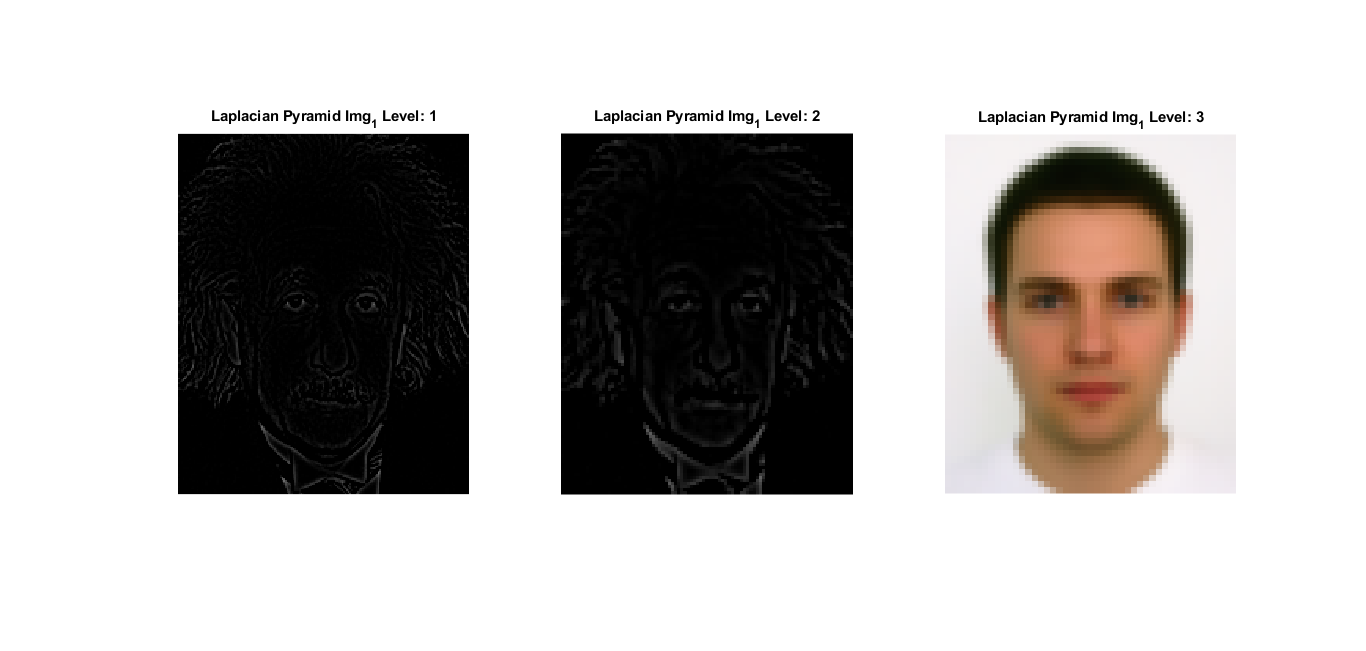 Laplacian Pyramid Img₁ Level: 1
Laplacian Pyramid Img₁ Level: 2
Laplacian Pyramid Img₁ Level: 3